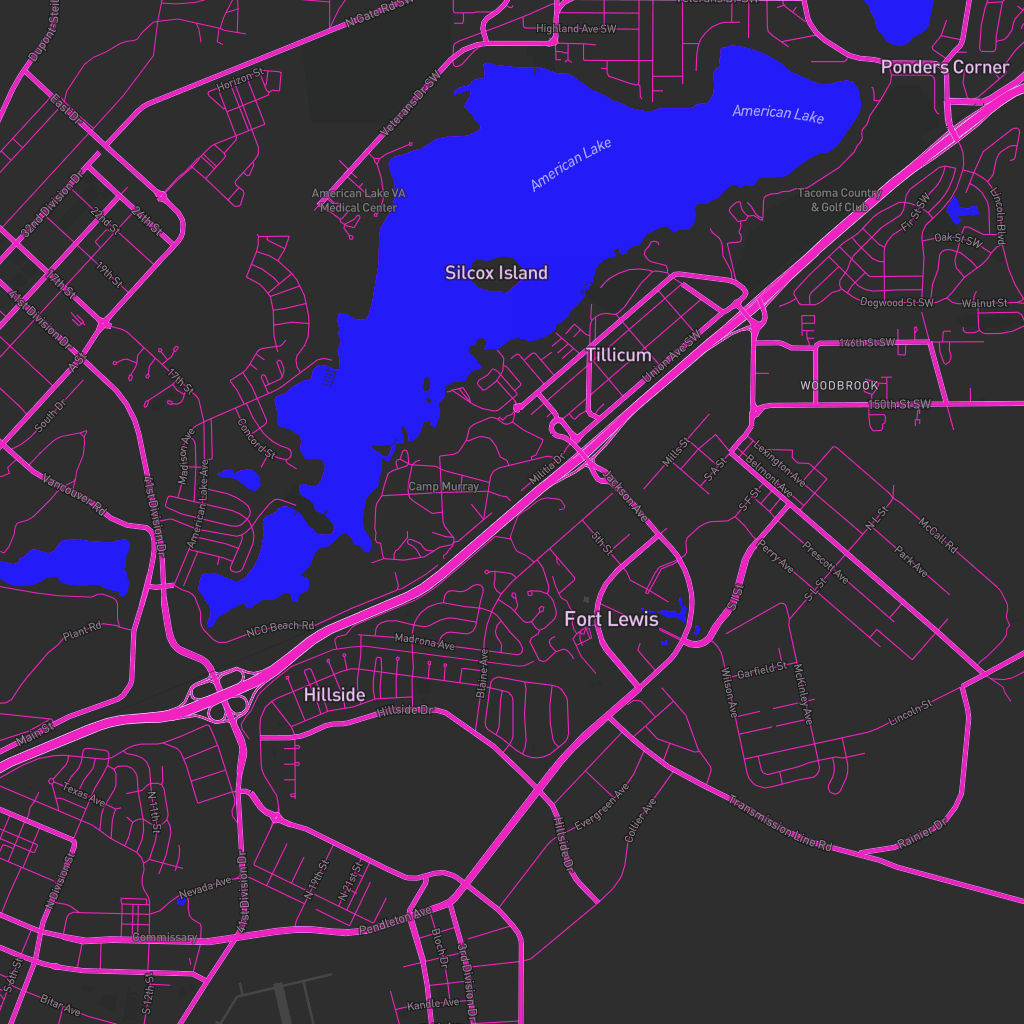 N Gate Rd SW
Highland Ave SW
Ponders Corner
Horizon St
East Dr
Veterans Dr SW
American Lake
American Lake
American Lake VA
Medical Center
Tacoma Country
& Golf Club
32nd Division Dr
22nd St
24th St
Fir St SW
Lincoln Blvd
Oak St SW
Silcox Island
17th St
19th St
41st Division Dr
A St
Dogwood St SW
Walnut St
Tillicum
Union Ave SW
146th St SW
17th St
WOODBROOK
150th St SW
South Dr
Concord St
Madison Ave
American Lake Ave
Mills St
S A St
Lexington Ave
Belmont Ave
Militia Dr
Camp Murray
Jackson Ave
S F St
Vancouver Rd
41st Division Dr
N L St
McCall Rd
5th St
Perry Ave
Prescott Ave
Park Ave
S L St
S I St
Fort Lewis
NCO Beach Rd
Plant Rd
Madrona Ave
Blaine Ave
Garfield St
Wilson Ave
McKinley Ave
Hillside
Hillside Dr
Lincoln St
Main St
Texas Ave
N 11th St
Evergreen Ave
Collier Ave
Transmission Line Rd
Rainier Dr
Hillside Dr
N Division St
Nevada Ave
41st Division Dr
N 19th St
N 21st St
Commissary
Pendleton Ave
Bloch Dr
3rd Division Dr
S 6th St
S 12th St
Bitar Ave
Kandle Ave